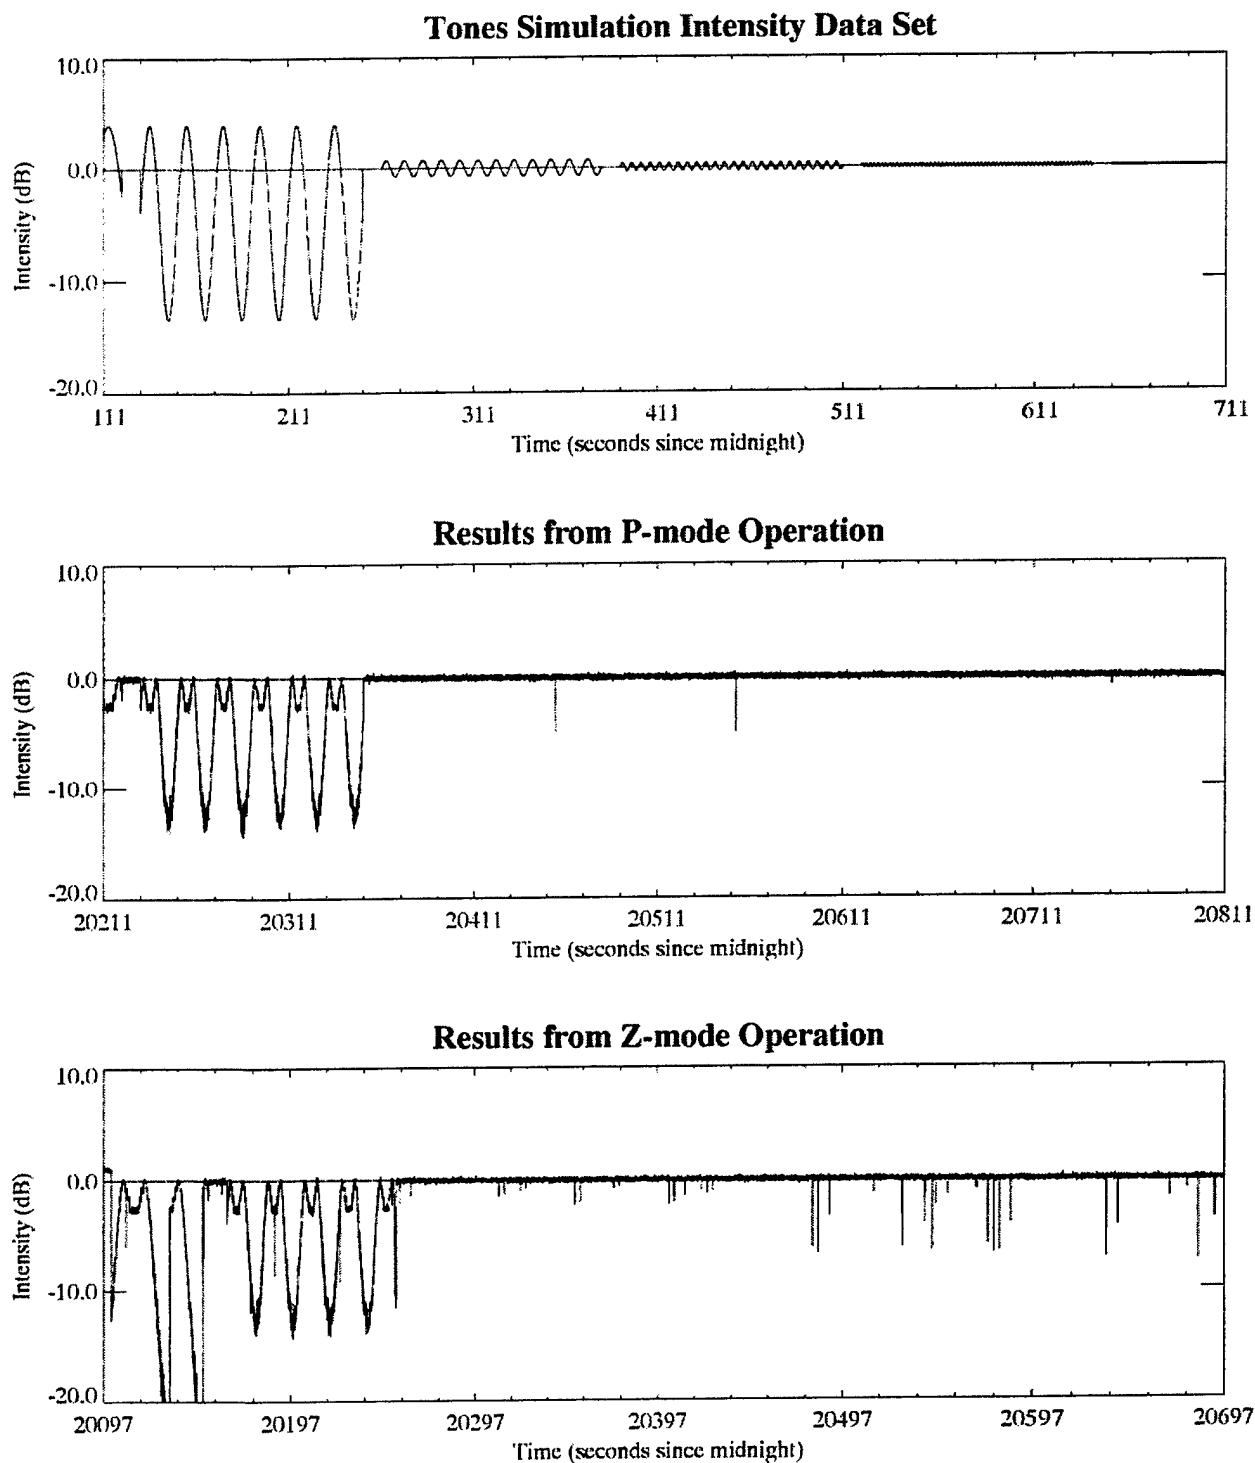 Tones Simulation Intensity Data Set
10.0
0.0
-10.0
-20.0
Intensity (dB)
111 211 311 411 511 611 711
Time (seconds since midnight)
Results from P-mode Operation
10.0
0.0
-10.0
-20.0
Intensity (dB)
20211 20311 20411 20511 20611 20711 20811
Time (seconds since midnight)
Results from Z-mode Operation
10.0
0.0
-10.0
-20.0
Intensity (dB)
20097 20197 20297 20397 20497 20597 20697
Time (seconds since midnight)